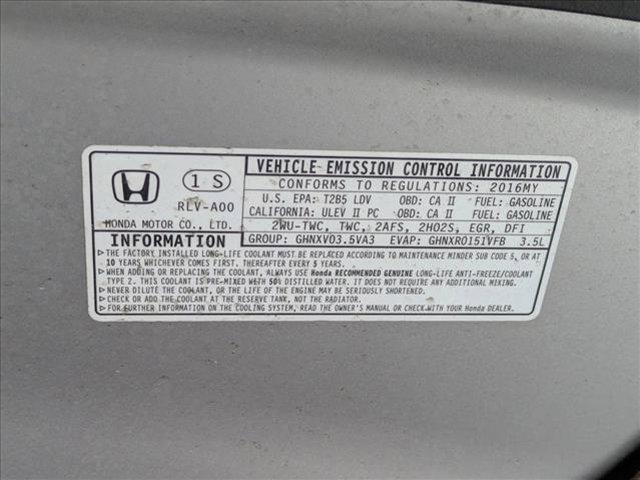 1 S
RLV-A00
HONDA MOTOR CO., LTD.
VEHICLE EMISSION CONTROL INFORMATION
CONFORMS TO REGULATIONS: 2016MY
U.S. EPA: T2B5 LDV OBD: CA II FUEL: GASOLINE
CALIFORNIA: ULEV II PC OBD: CA II FUEL: GASOLINE
2WU-TWC, TWC, 2AFS, 2HO2S, EGR, DFI
GROUP: GHNXV03.5VA3 EVAP: GHNXR0151VFB 3.5L
INFORMATION
▷THE FACTORY INSTALLED LONG-LIFE COOLANT MUST BE REPLACED ACCORDING TO MAINTENANCE MINDER SUB CODE 5, OR AT
10 YEARS WHICHEVER COMES FIRST. THEREAFTER EVERY 5 YEARS.
▷WHEN ADDING OR REPLACING THE COOLANT, ALWAYS USE Honda RECOMMENDED GENUINE LONG-LIFE ANTI-FREEZE/COOLANT
TYPE 2. THIS COOLANT IS PRE-MIXED WITH 50% DISTILLED WATER. IT DOES NOT REQUIRE ANY ADDITIONAL MIXING.
▷NEVER DILUTE THE COOLANT, OR THE LIFE OF THE ENGINE MAY BE SERIOUSLY SHORTENED.
▷CHECK OR ADD COOLANT AT THE RESERVE TANK, NOT THE RADIATOR.
▷FOR FURTHER INFORMATION ON THE COOLING SYSTEM, READ THE OWNER'S MANUAL OR CHECK WITH YOUR Honda DEALER.